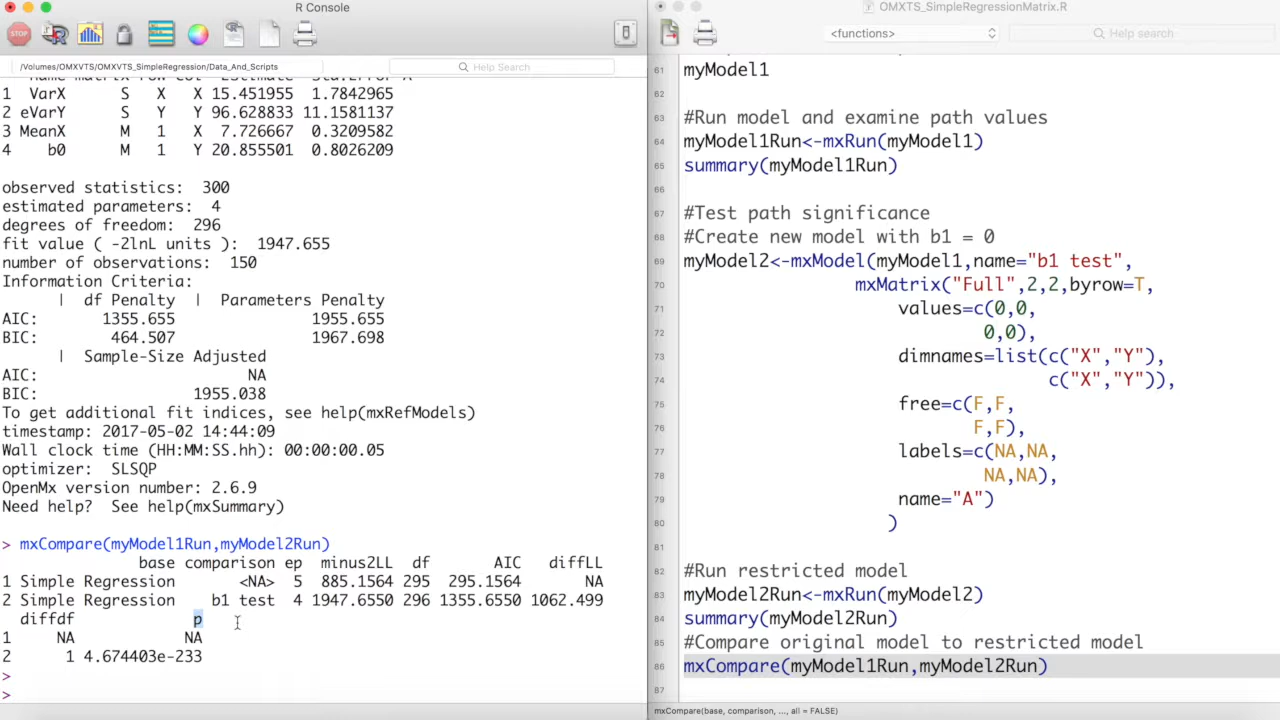 R Console
STOP
/Volumes/OMXVTS/OMXVTS_SimpleRegression/Data_And_Scripts
Help Search
name matrix row col Estimate Std.Error A
1 VarX S X X 15.451955 1.7842965
2 eVarY S Y Y 96.628833 11.1581137
3 MeanX M 1 X 7.726667 0.3209582
4 b0 M 1 Y 20.855501 0.8026209
observed statistics: 300
estimated parameters: 4
degrees of freedom: 296
fit value ( -2lnL units ): 1947.655
number of observations: 150
Information Criteria:
| df Penalty | Parameters Penalty
AIC: 1355.655 1955.655
BIC: 464.507 1967.698
| Sample-Size Adjusted
AIC: NA
BIC: 1955.038
To get additional fit indices, see help(mxRefModels)
timestamp: 2017-05-02 14:44:09
Wall clock time (HH:MM:SS.hh): 00:00:00.05
optimizer: SLSQP
OpenMx version number: 2.6.9
Need help? See help(mxSummary)
> mxCompare(myModel1Run,myModel2Run)
base comparison ep minus2LL df AIC diffLL
1 Simple Regression <NA> 5 885.1564 295 295.1564 NA
2 Simple Regression b1 test 4 1947.6550 296 1355.6550 1062.499
diffdf p
1 NA NA
2 1 4.674403e-233
>
>
OMXTS_SimpleRegressionMatrix.R
<functions>
Help search
61 myModel1
62
63 #Run model and examine path values
64 myModel1Run<-mxRun(myModel1)
65 summary(myModel1Run)
66
67 #Test path significance
68 #Create new model with b1 = 0
69 myModel2<-mxModel(myModel1,name="b1 test",
70 mxMatrix("Full",2,2,byrow=T,
71 values=c(0,0,
72 0,0),
73 dimnames=list(c("X","Y"),
74 c("X","Y")),
75 free=c(F,F,
76 F,F),
77 labels=c(NA,NA,
78 NA,NA),
79 name="A")
80 )
81
82 #Run restricted model
83 myModel2Run<-mxRun(myModel2)
84 summary(myModel2Run)
85 #Compare original model to restricted model
86 mxCompare(myModel1Run,myModel2Run)
87
mxCompare(base, comparison, ..., all = FALSE)